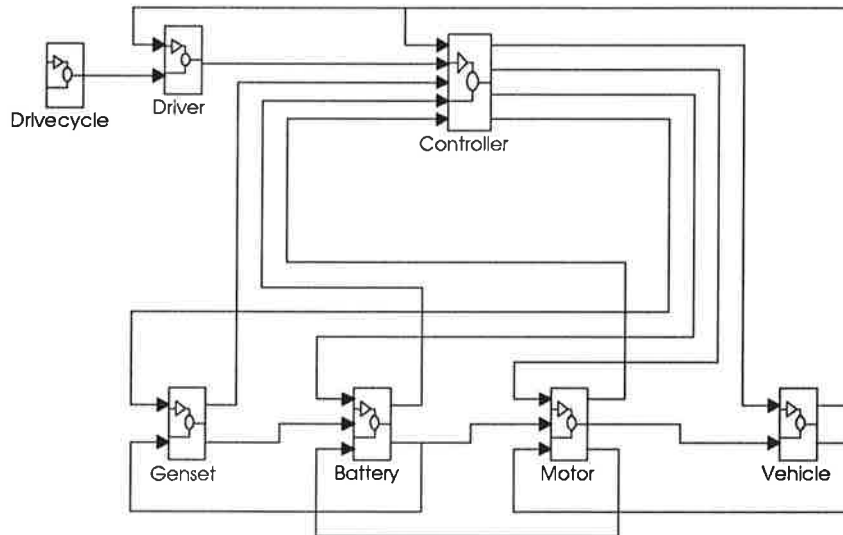 Drivecycle
Driver
Controller
Genset
Battery
Motor
Vehicle